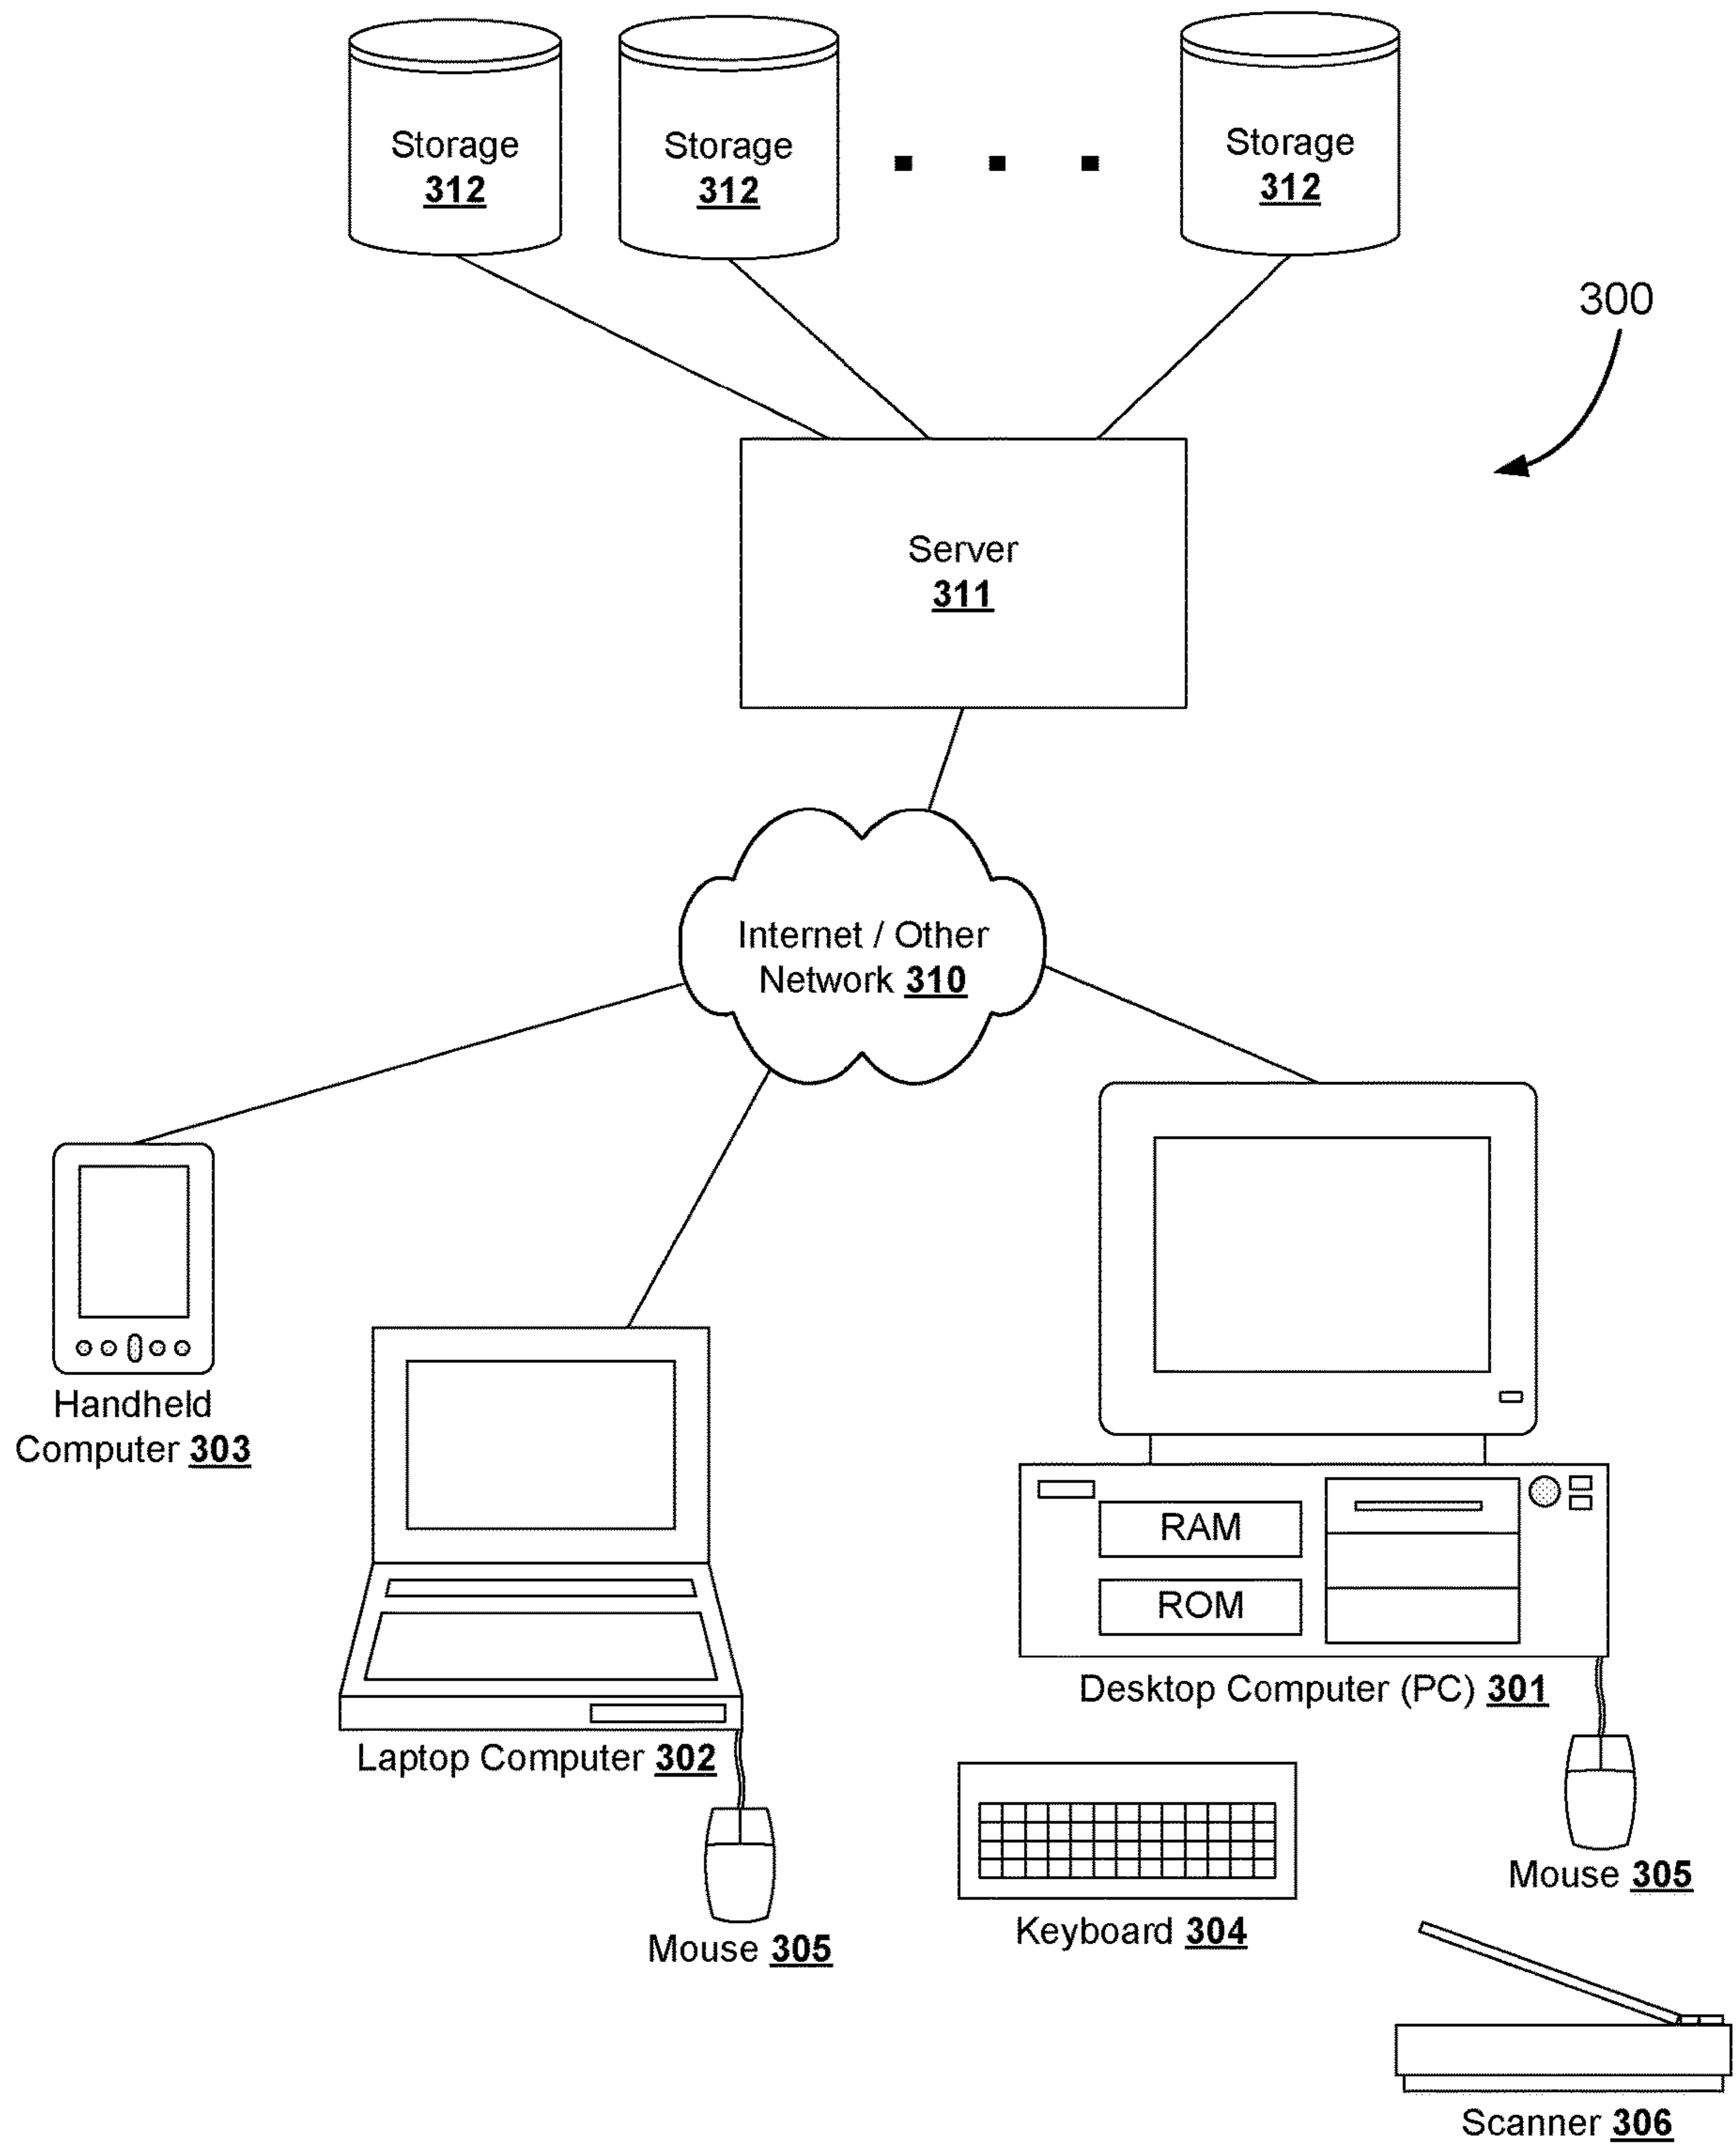 Storage
312
Storage
312
Storage
312
300
Server
311
Internet / Other
Network 310
Handheld
Computer 303
RAM
ROM
Desktop Computer (PC) 301
Laptop Computer 302
Mouse 305
Keyboard 304
Mouse 305
Scanner 306